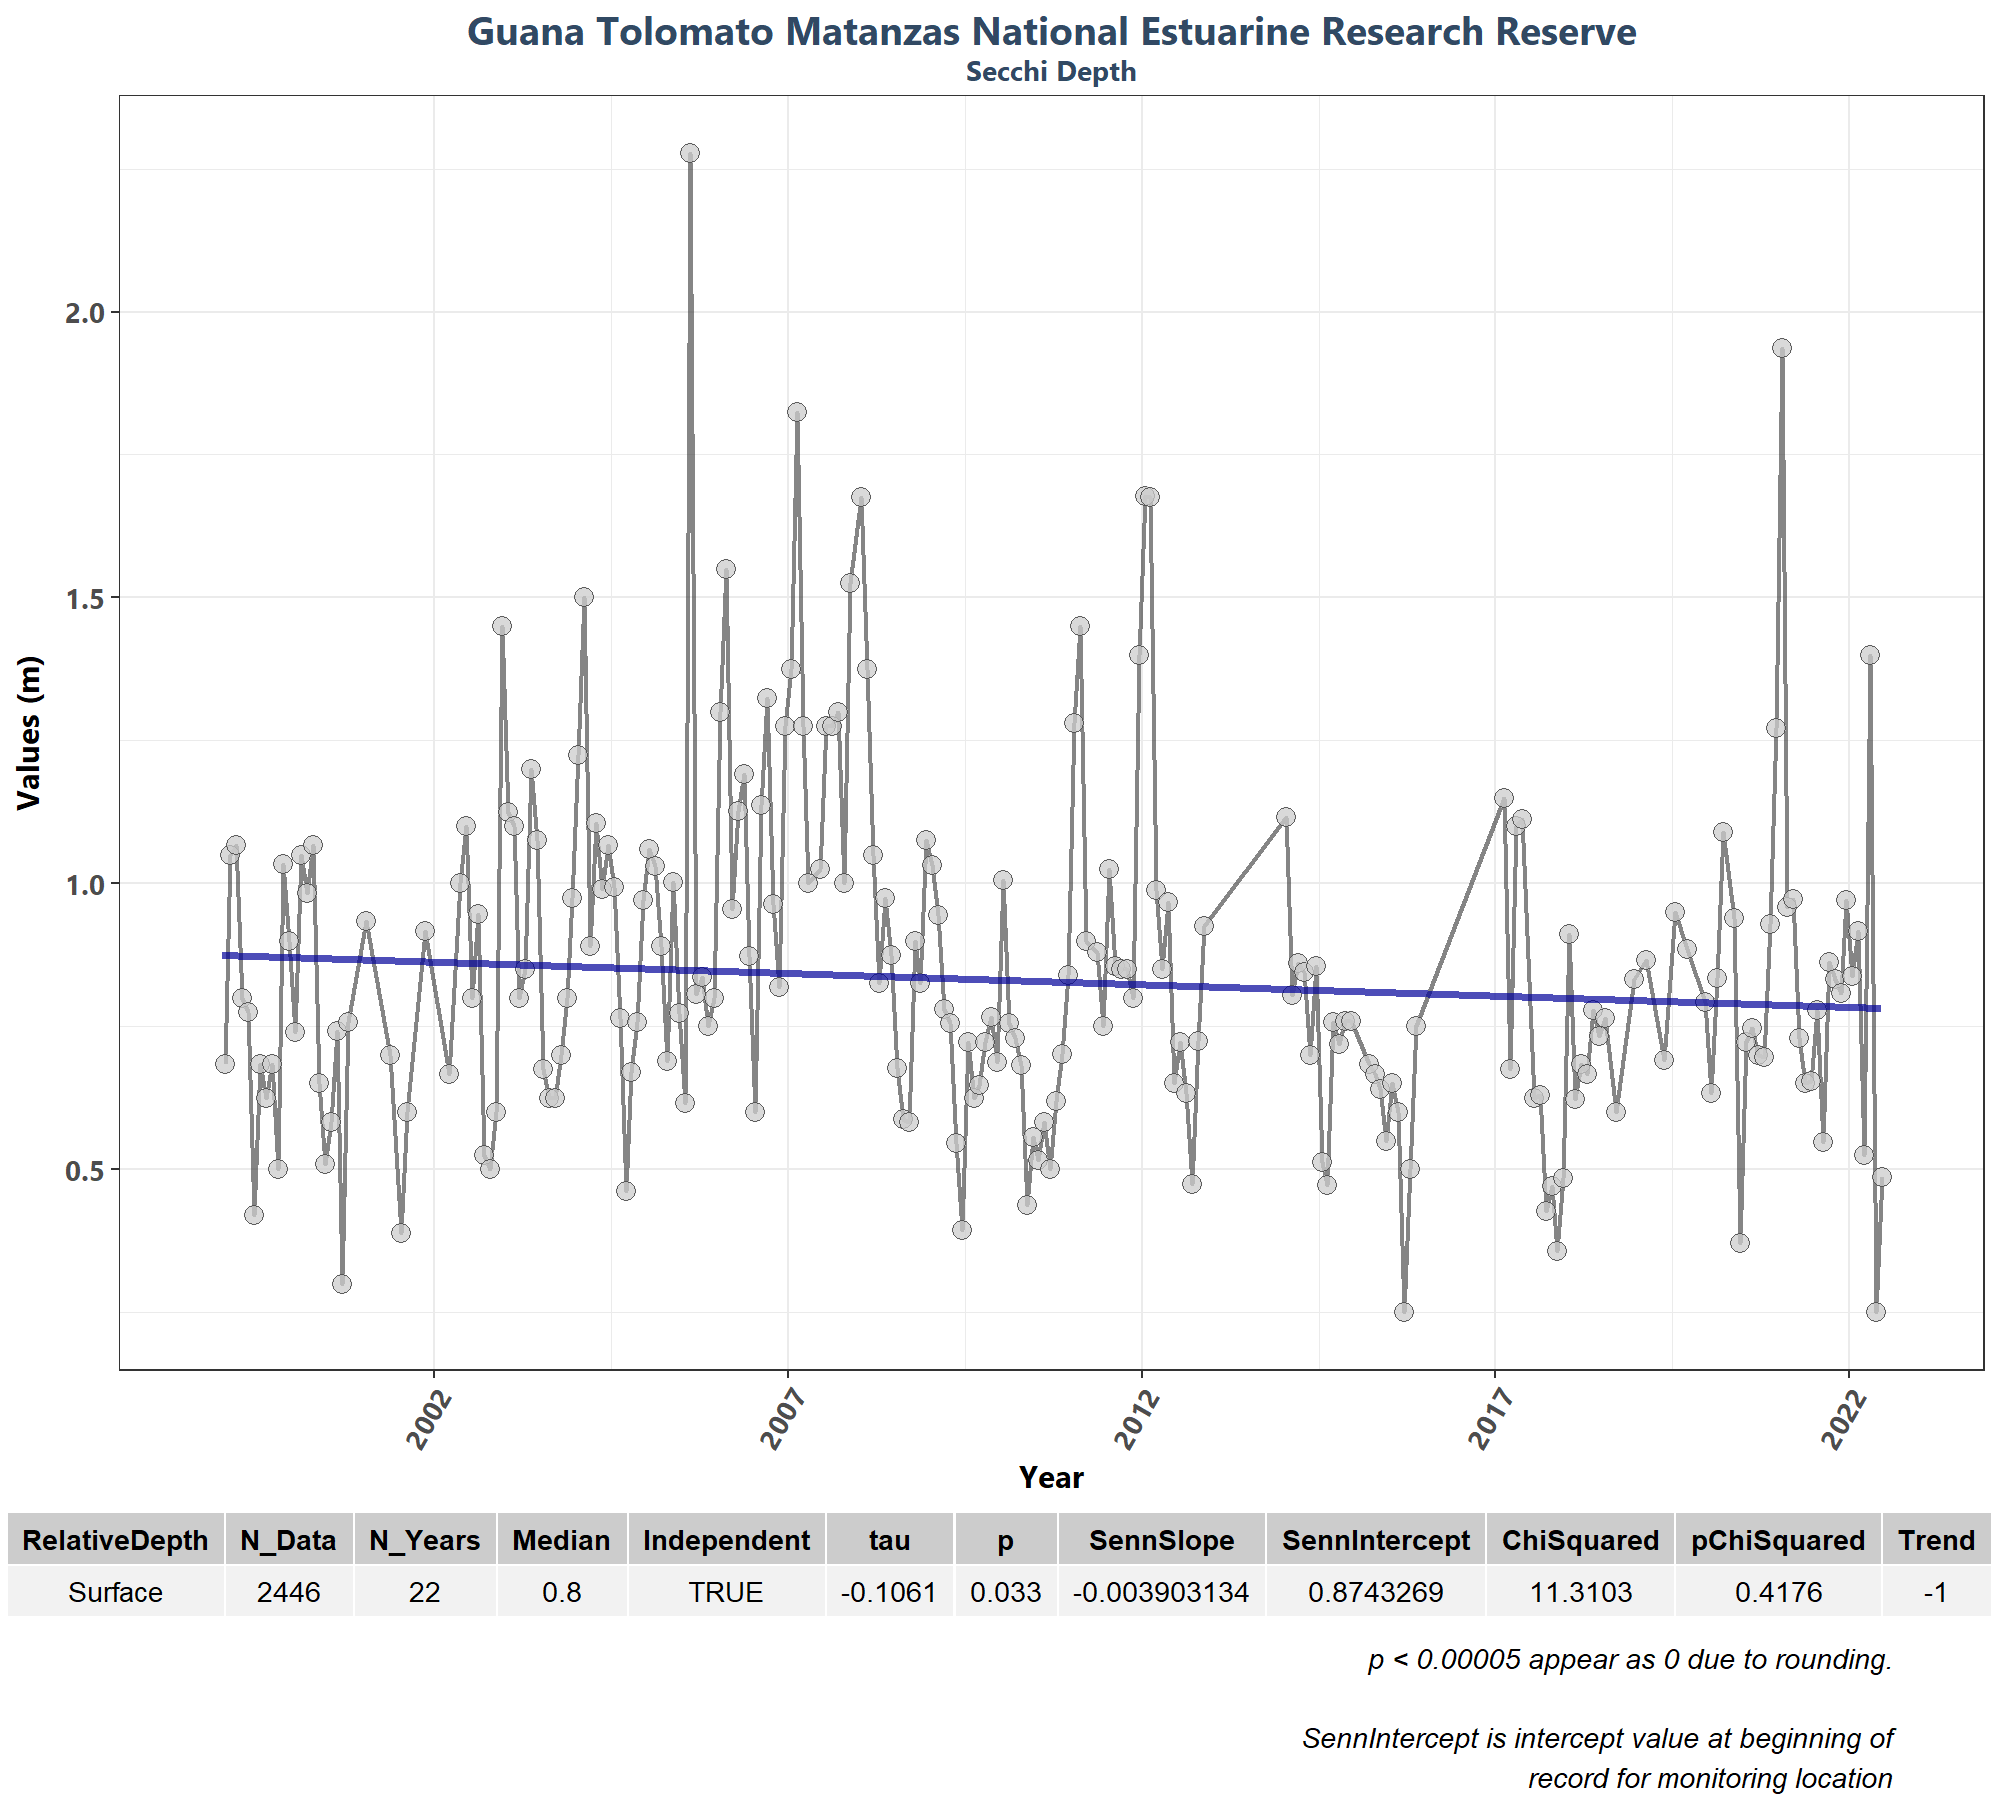 Guana Tolomato Matanzas National Estuarine Research Reserve
Secchi Depth
Values (m)
2.0
1.5
1.0
0.5
2002 2007 2012 2017 2022
Year
RelativeDepth N_Data N_Years Median Independent tau p SennSlope SennIntercept ChiSquared pChiSquared Trend
Surface 2446 22 0.8 TRUE -0.1061 0.033 -0.003903134 0.8743269 11.3103 0.4176 -1
p < 0.00005 appear as 0 due to rounding.
SennIntercept is intercept value at beginning of
record for monitoring location